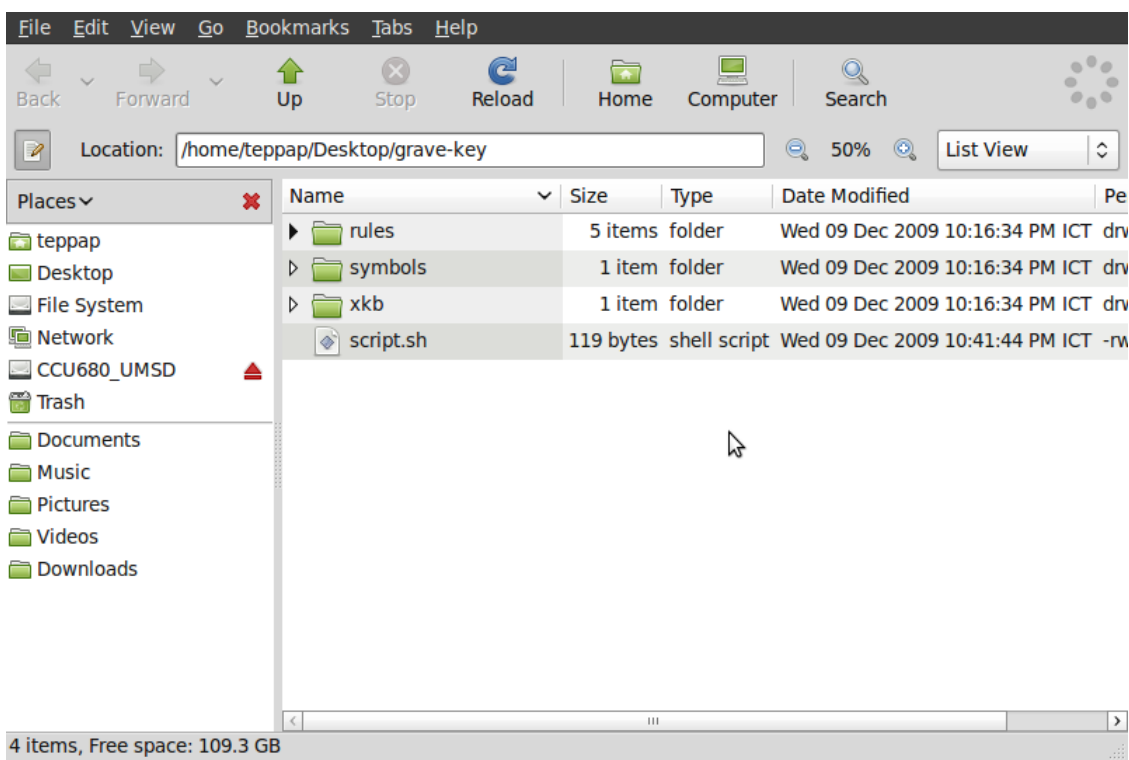 File Edit View Go Bookmarks Tabs Help
Back Forward Up Stop Reload Home Computer Search
Location: /home/teppap/Desktop/grave-key 50% List View
Places Name Size Type Date Modified Pe
teppap rules 5 items folder Wed 09 Dec 2009 10:16:34 PM ICT drw
Desktop symbols 1 item folder Wed 09 Dec 2009 10:16:34 PM ICT drw
File System xkb 1 item folder Wed 09 Dec 2009 10:16:34 PM ICT drw
Network script.sh 119 bytes shell script Wed 09 Dec 2009 10:41:44 PM ICT -rw
CCU680_UMSD
Trash
Documents
Music
Pictures
Videos
Downloads
4 items, Free space: 109.3 GB